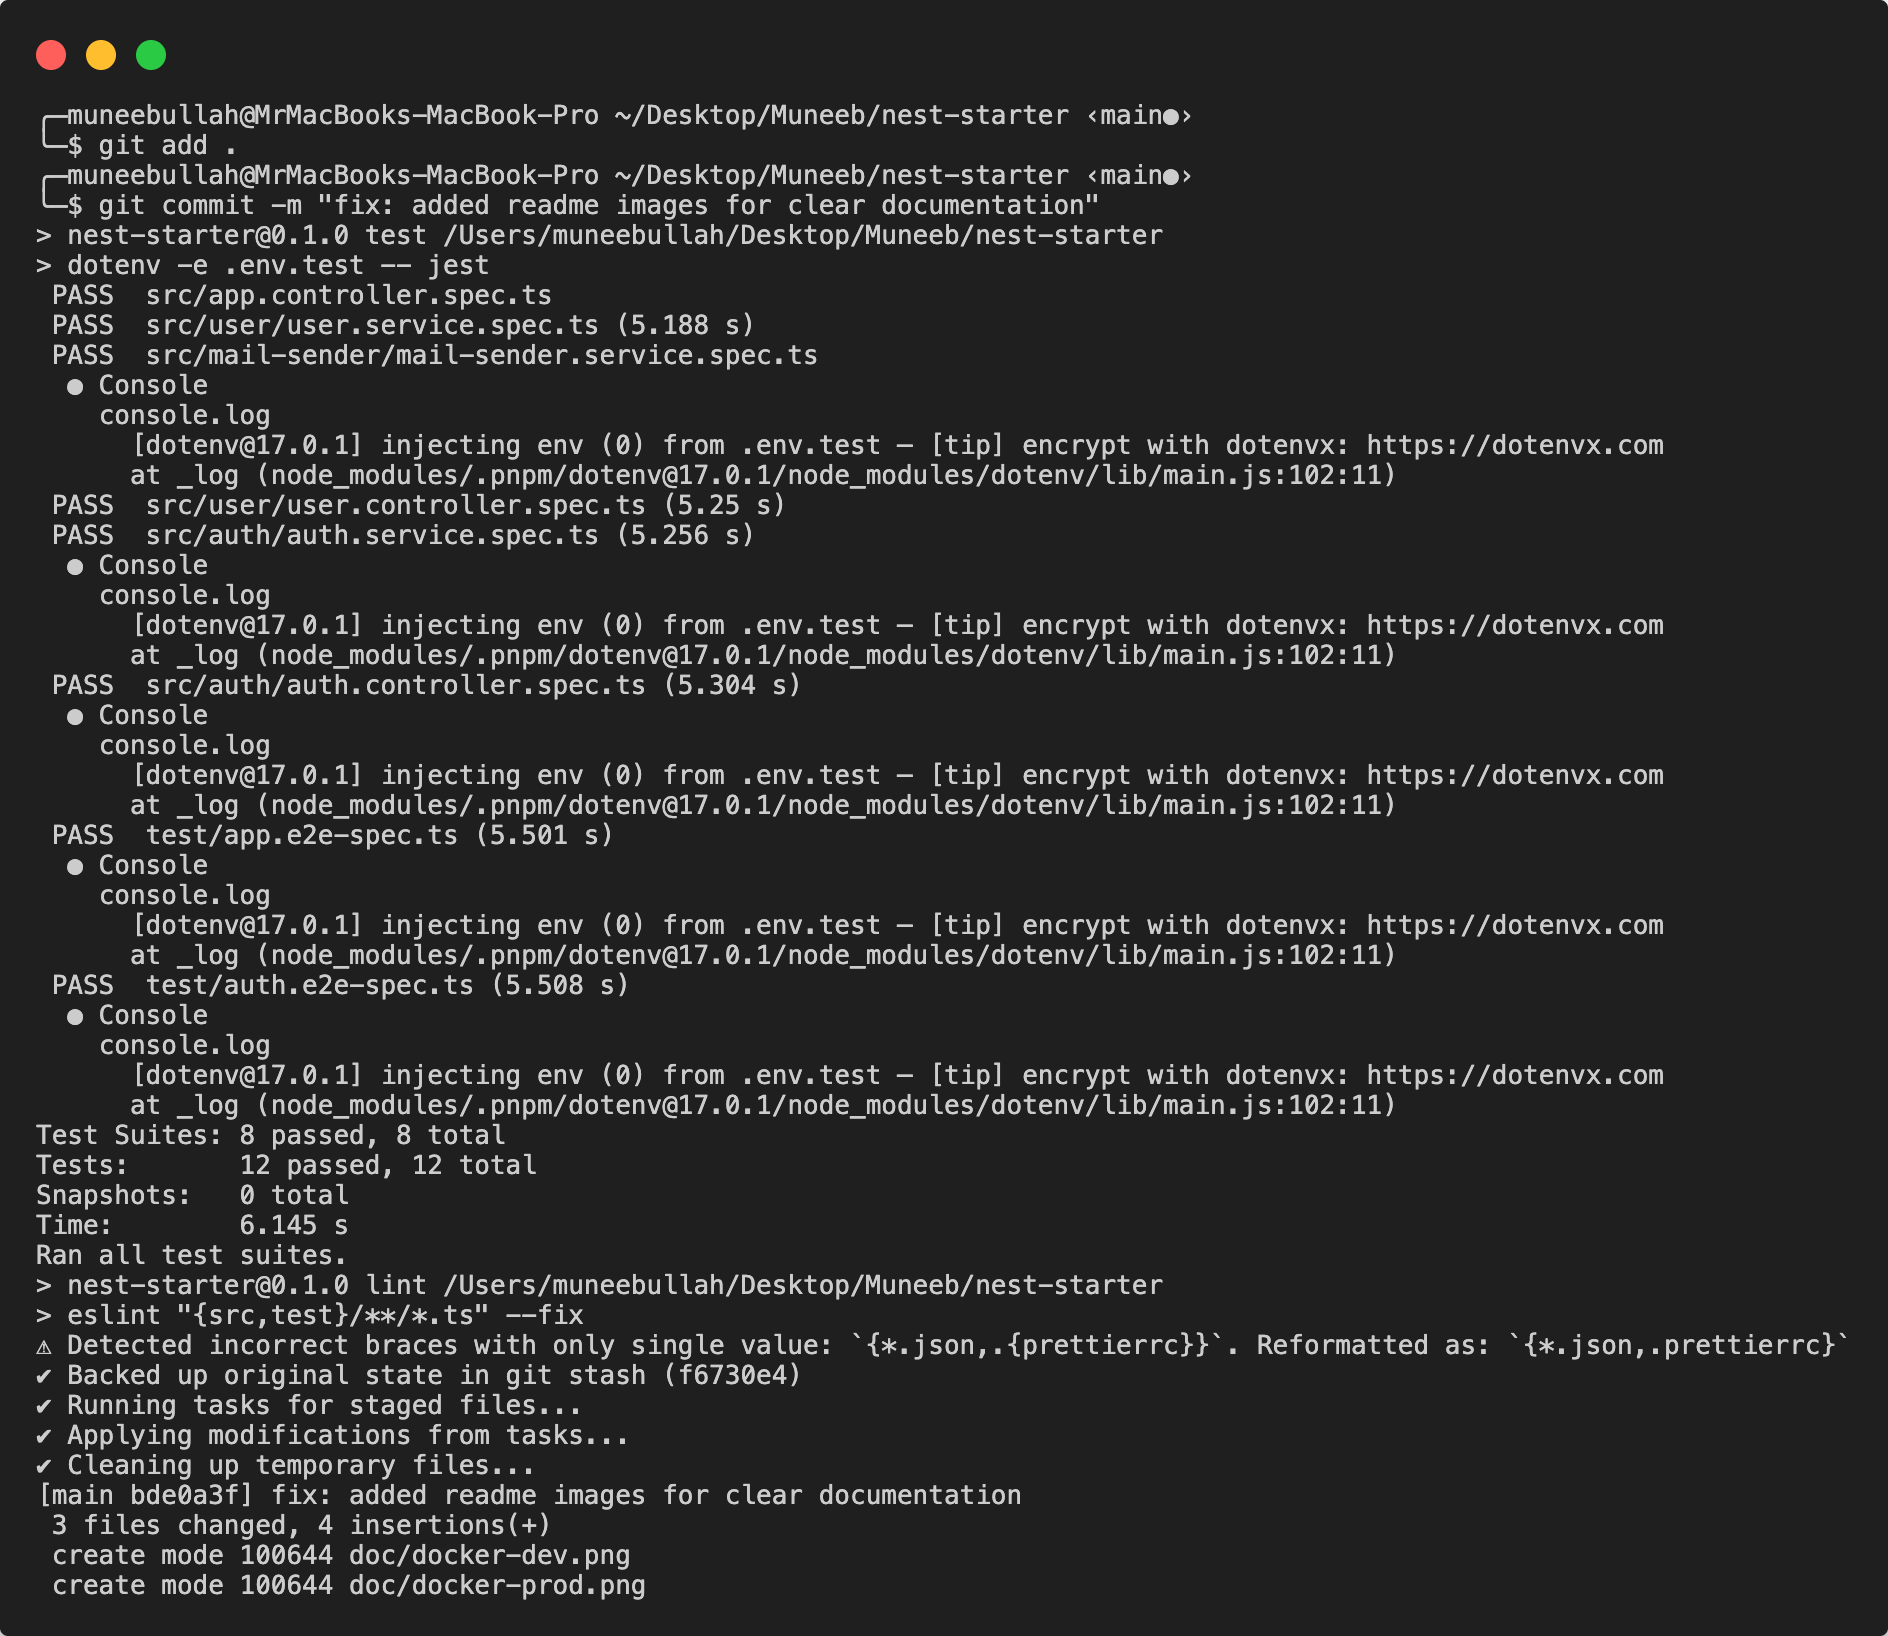 ╭─muneebullah@MrMacBooks-MacBook-Pro ~/Desktop/Muneeb/nest-starter ‹main●›
╰─$ git add .
╭─muneebullah@MrMacBooks-MacBook-Pro ~/Desktop/Muneeb/nest-starter ‹main●›
╰─$ git commit -m "fix: added readme images for clear documentation"
> nest-starter@0.1.0 test /Users/muneebullah/Desktop/Muneeb/nest-starter
> dotenv -e .env.test -- jest
 PASS  src/app.controller.spec.ts
 PASS  src/user/user.service.spec.ts (5.188 s)
 PASS  src/mail-sender/mail-sender.service.spec.ts
  ● Console
    console.log
      [dotenv@17.0.1] injecting env (0) from .env.test – [tip] encrypt with dotenvx: https://dotenvx.com
      at _log (node_modules/.pnpm/dotenv@17.0.1/node_modules/dotenv/lib/main.js:102:11)
 PASS  src/user/user.controller.spec.ts (5.25 s)
 PASS  src/auth/auth.service.spec.ts (5.256 s)
  ● Console
    console.log
      [dotenv@17.0.1] injecting env (0) from .env.test – [tip] encrypt with dotenvx: https://dotenvx.com
      at _log (node_modules/.pnpm/dotenv@17.0.1/node_modules/dotenv/lib/main.js:102:11)
 PASS  src/auth/auth.controller.spec.ts (5.304 s)
  ● Console
    console.log
      [dotenv@17.0.1] injecting env (0) from .env.test – [tip] encrypt with dotenvx: https://dotenvx.com
      at _log (node_modules/.pnpm/dotenv@17.0.1/node_modules/dotenv/lib/main.js:102:11)
 PASS  test/app.e2e-spec.ts (5.501 s)
  ● Console
    console.log
      [dotenv@17.0.1] injecting env (0) from .env.test – [tip] encrypt with dotenvx: https://dotenvx.com
      at _log (node_modules/.pnpm/dotenv@17.0.1/node_modules/dotenv/lib/main.js:102:11)
 PASS  test/auth.e2e-spec.ts (5.508 s)
  ● Console
    console.log
      [dotenv@17.0.1] injecting env (0) from .env.test – [tip] encrypt with dotenvx: https://dotenvx.com
      at _log (node_modules/.pnpm/dotenv@17.0.1/node_modules/dotenv/lib/main.js:102:11)
Test Suites: 8 passed, 8 total
Tests:       12 passed, 12 total
Snapshots:   0 total
Time:        6.145 s
Ran all test suites.
> nest-starter@0.1.0 lint /Users/muneebullah/Desktop/Muneeb/nest-starter
> eslint "{src,test}/**/*.ts" --fix
⚠ Detected incorrect braces with only single value: `{*.json,.{prettierrc}}`. Reformatted as: `{*.json,.prettierrc}`
✔ Backed up original state in git stash (f6730e4)
✔ Running tasks for staged files...
✔ Applying modifications from tasks...
✔ Cleaning up temporary files...
[main bde0a3f] fix: added readme images for clear documentation
 3 files changed, 4 insertions(+)
 create mode 100644 doc/docker-dev.png
 create mode 100644 doc/docker-prod.png